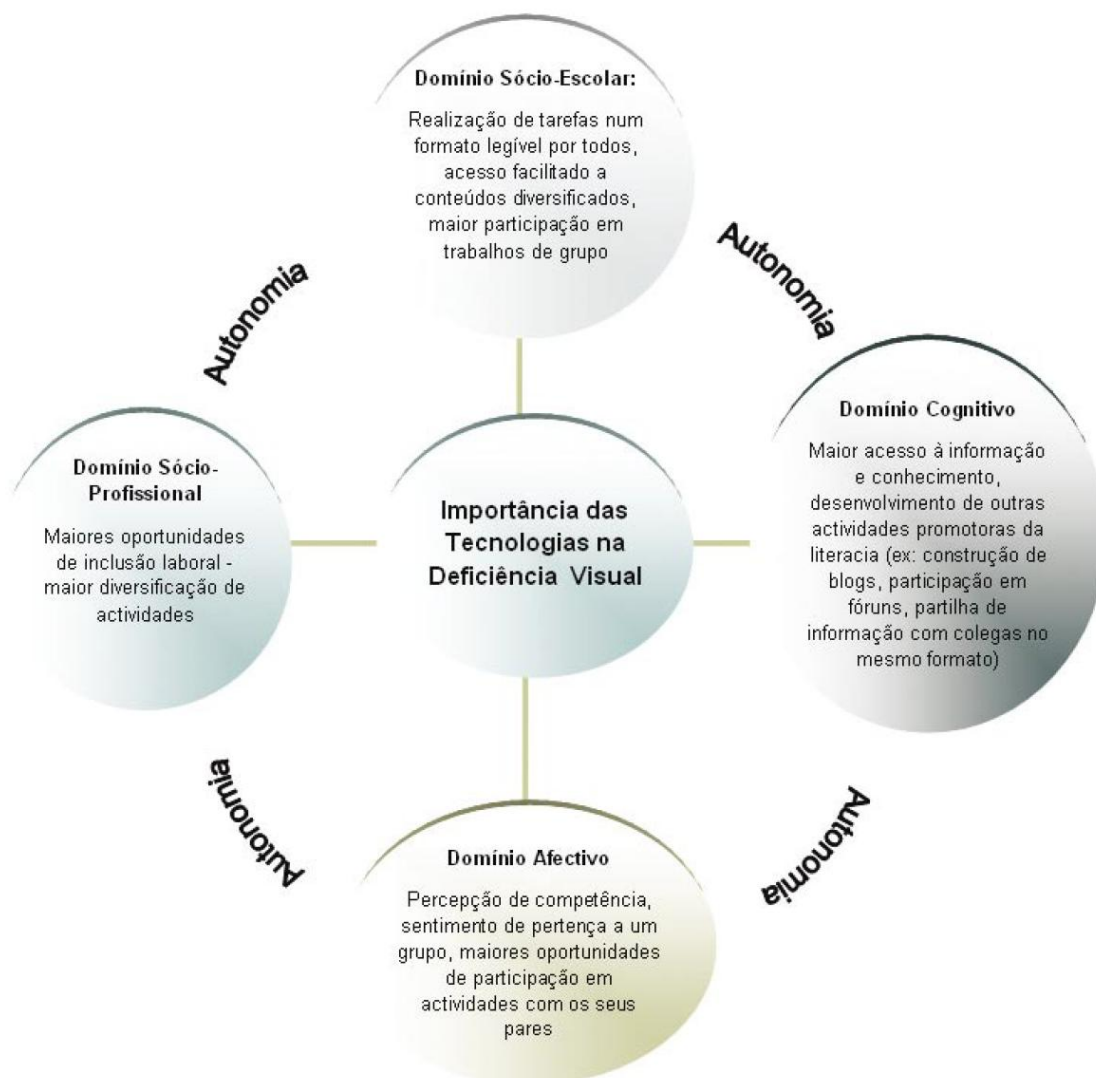 Domínio Sócio-Escolar:
Realização de tarefas num
formato legível por todos,
acesso facilitado a
conteúdos diversificados,
maior participação em
trabalhos de grupo
Autonomia
Autonomia
Domínio Sócio-
Profissional
Maiores oportunidades
de inclusão laboral -
maior diversificação de
actividades
Importância das
Tecnologias na
Deficiência Visual
Domínio Cognitivo
Maior acesso à informação
e conhecimento,
desenvolvimento de outras
actividades promotoras da
literacia (ex: construção de
blogs, participação em
fóruns, partilha de
informação com colegas no
mesmo formato)
Autonomia
Autonomia
Domínio Afectivo
Percepção de competência,
sentimento de pertença a um
grupo, maiores oportunidades
de participação em
actividades com os seus
pares